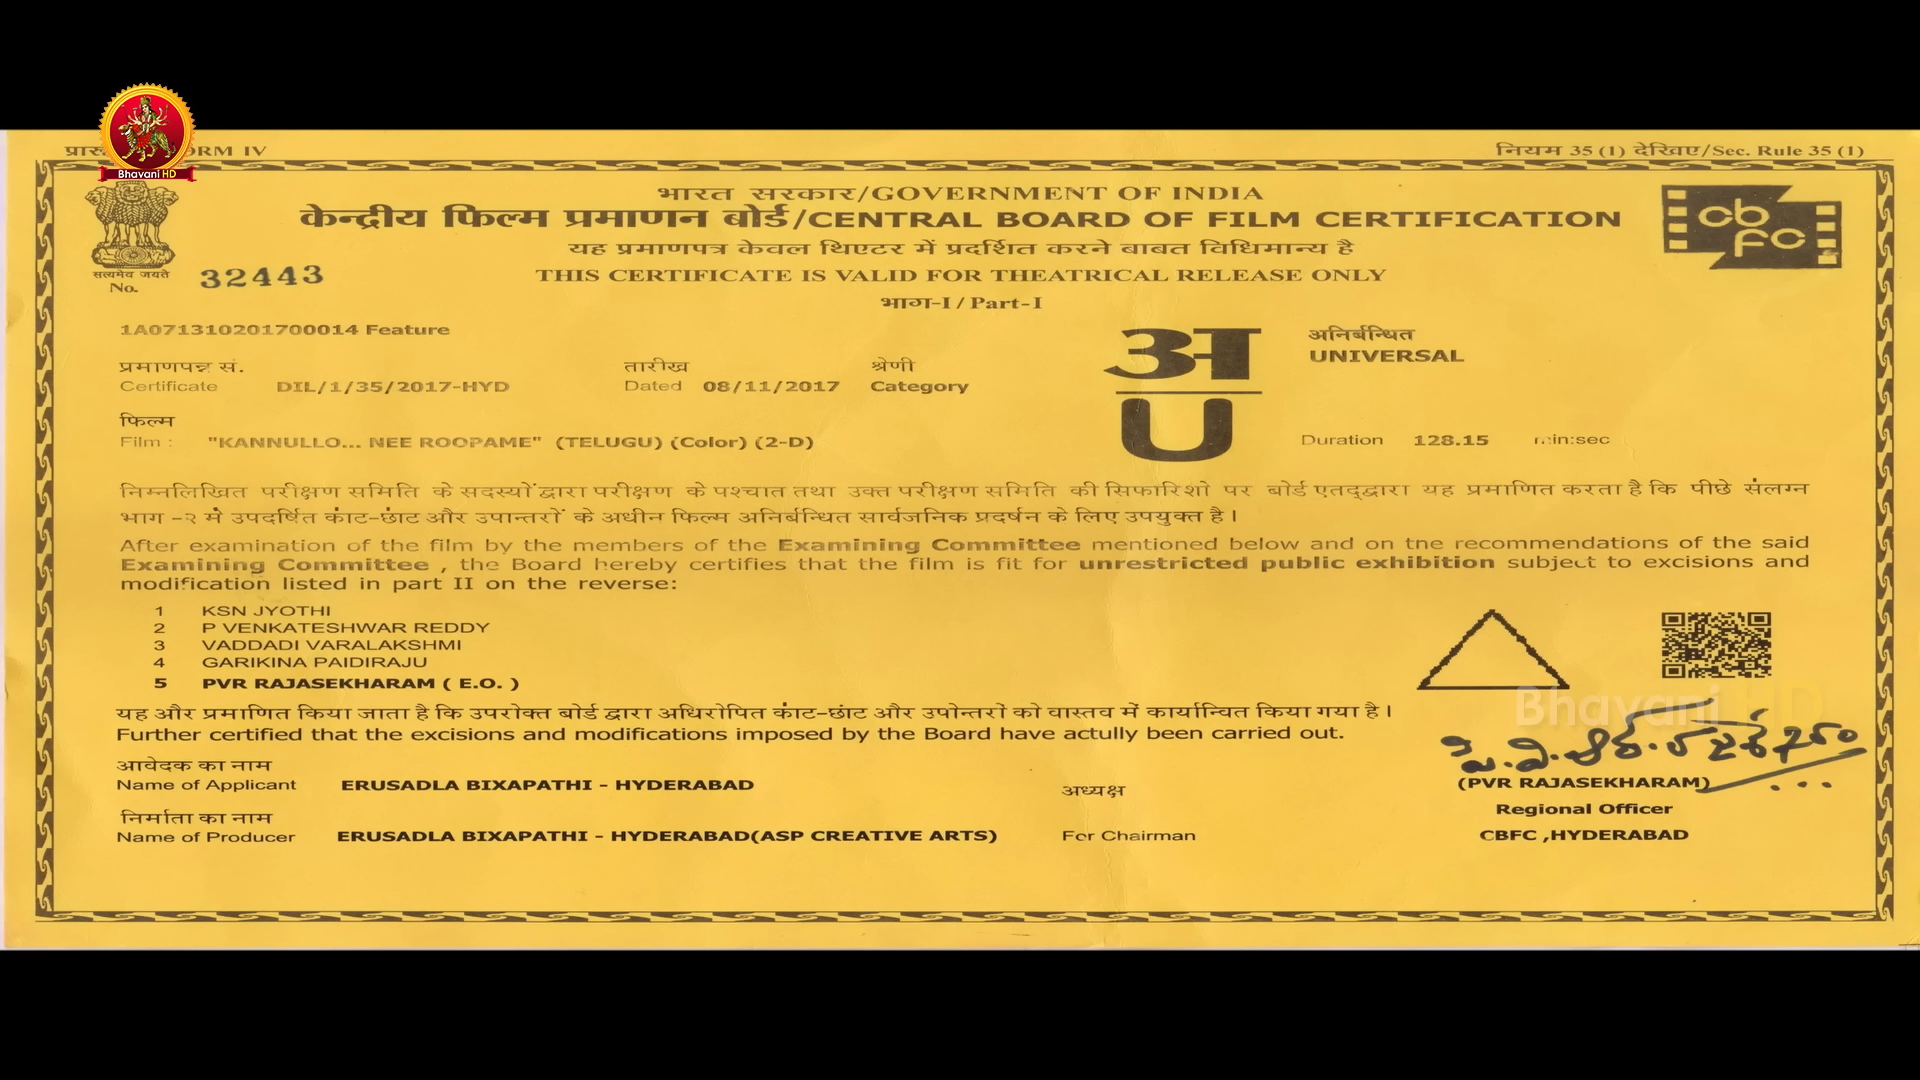 Bhavani HD
FORM IV
नियम 35 (1) देखिए/Sec. Rule 35 (1)
भारत सरकार/GOVERNMENT OF INDIA
केन्द्रीय फिल्म प्रमाणन बोर्ड/CENTRAL BOARD OF FILM CERTIFICATION
cbfc
यह प्रमाणपत्र केवल थिएटर में प्रदर्शित करने बाबत विधिमान्य है
सत्यमेव जयते
THIS CERTIFICATE IS VALID FOR THEATRICAL RELEASE ONLY
No. 32443
भाग-I / Part-I
1A071310201700014 Feature
अ
U
अनिर्बन्धित
UNIVERSAL
प्रमाणपत्र सं. तारीख श्रेणी
Certificate DIL/1/35/2017-HYD Dated 08/11/2017 Category
फिल्म
Film : "KANNULLO... NEE ROOPAME" (TELUGU) (Color) (2-D) Duration 128.15 min:sec
निम्नलिखित परीक्षण समिति के सदस्यों द्वारा परीक्षण के पश्चात तथा उक्त परीक्षण समिति की सिफारिशो पर बोर्ड एतद्द्वारा यह प्रमाणित करता है कि पीछे संलग्न
भाग -२ में उपदर्षित कांट-छांट और उपान्तरों के अधीन फिल्म अनिर्बन्धित सार्वजनिक प्रदर्षन के लिए उपयुक्त है।
After examination of the film by the members of the Examining Committee mentioned below and on the recommendations of the said
Examining Committee , the Board hereby certifies that the film is fit for unrestricted public exhibition subject to excisions and
modification listed in part II on the reverse:
1 KSN JYOTHI
2 P VENKATESHWAR REDDY
3 VADDADI VARALAKSHMI
4 GARIKINA PAIDIRAJU
5 PVR RAJASEKHARAM ( E.O. )
Bhavani HD
यह और प्रमाणित किया जाता है कि उपरोक्त बोर्ड द्वारा अधिरोपित कांट-छांट और उपोन्तरों को वास्तव में कार्यान्वित किया गया है।
Further certified that the excisions and modifications imposed by the Board have actully been carried out.
आवेदक का नाम
Name of Applicant ERUSADLA BIXAPATHI - HYDERABAD
अध्यक्ष
(PVR RAJASEKHARAM)
Regional Officer
निर्माता का नाम
Name of Producer ERUSADLA BIXAPATHI - HYDERABAD(ASP CREATIVE ARTS)
For Chairman
CBFC ,HYDERABAD